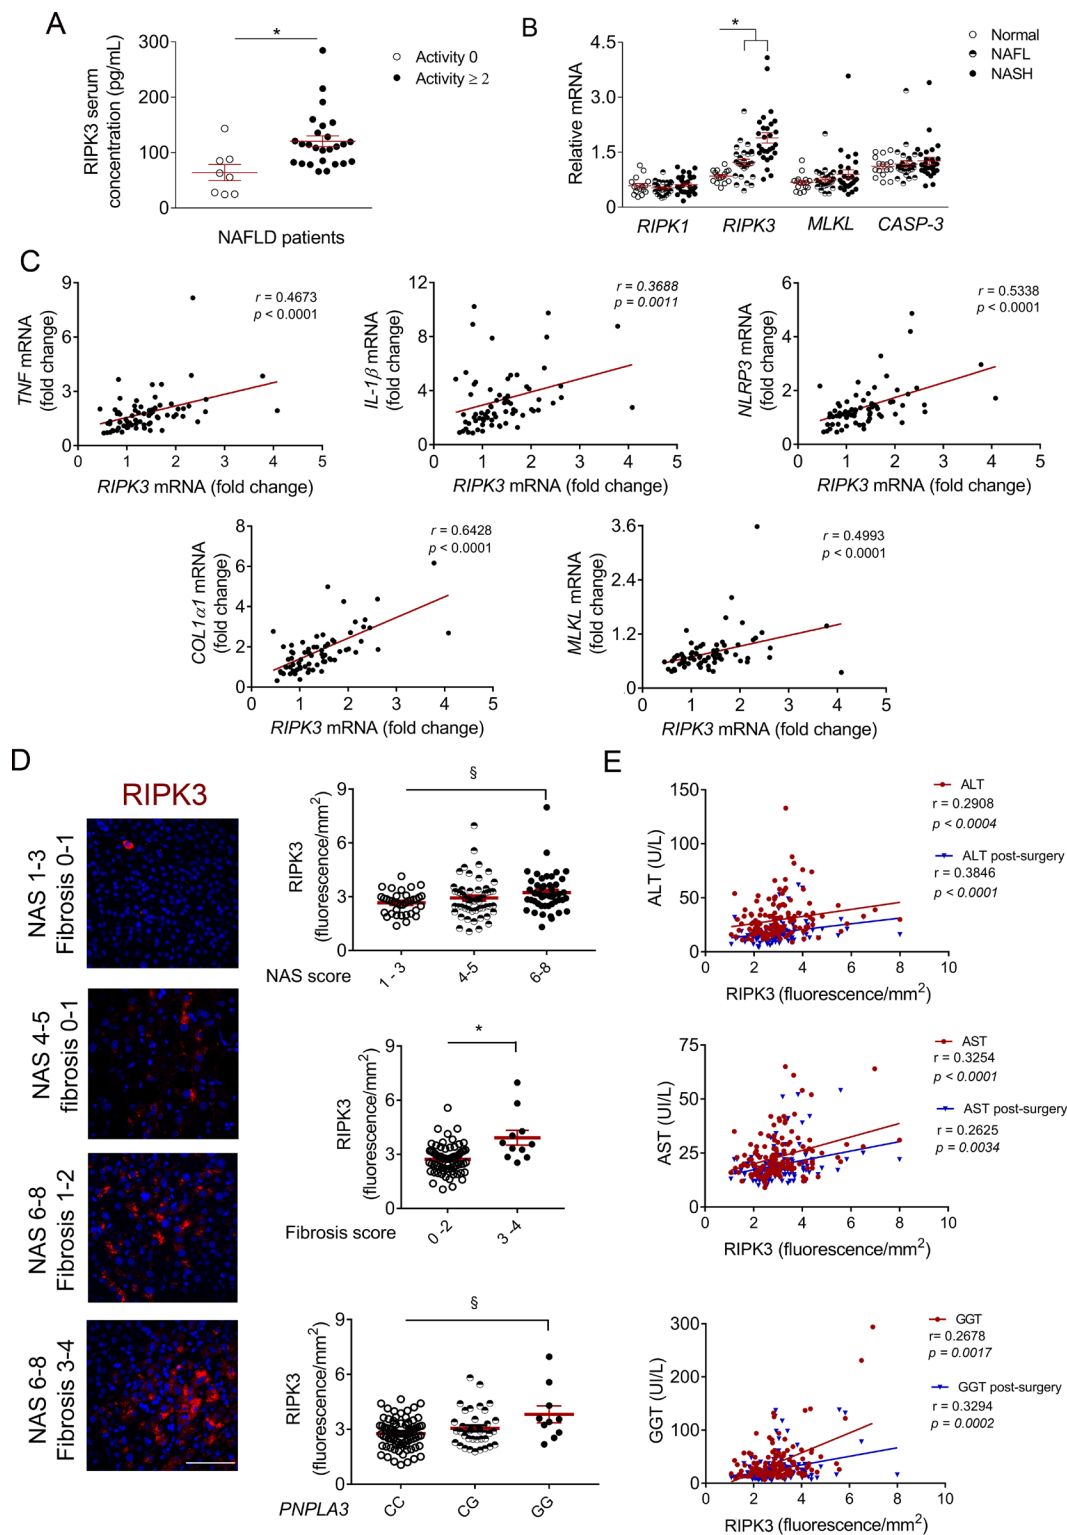 A
RIPK3 serum
concentration (pg/mL)
300
200
100
0
*
Activity 0
Activity ≥ 2
NAFLD patients
B
Relative mRNA
4.5
3.0
1.5
0
*
Normal
NAFL
NASH
RIPK1
RIPK3
MLKL
CASP-3
C
TNF mRNA
(fold change)
9
6
3
0
r = 0.4673
p < 0.0001
0 1 2 3 4 5
RIPK3 mRNA (fold change)
IL-1β mRNA
(fold change)
12
8
4
0
r = 0.3688
p = 0.0011
0 1 2 3 4 5
RIPK3 mRNA (fold change)
NLRP3 mRNA
(fold change)
6
4
2
0
r = 0.5338
p < 0.0001
0 1 2 3 4 5
RIPK3 mRNA (fold change)
COL1α1 mRNA
(fold change)
8
6
4
2
0
r = 0.6428
p < 0.0001
0 1 2 3 4 5
RIPK3 mRNA (fold change)
MLKL mRNA
(fold change)
3.6
2.4
1.2
.0
r = 0.4993
p < 0.0001
0 1 2 3 4 5
RIPK3 mRNA (fold change)
D
RIPK3
NAS 1-3
Fibrosis 0-1
NAS 4-5
fibrosis 0-1
NAS 6-8
Fibrosis 1-2
NAS 6-8
Fibrosis 3-4
RIPK3
(fluorescence/mm²)
9
6
3
0
§
NAS score
1 - 3
4-5
6-8
RIPK3
(fluorescence/mm²)
9
6
3
0
*
Fibrosis score
0 -2
3 -4
RIPK3
(fluorescence/mm²)
9
6
3
0
§
PNPLA3
CC
CG
GG
E
ALT (U/L)
150
100
50
0
ALT
r = 0.2908
p < 0.0004
ALT post-surgery
r = 0.3846
p < 0.0001
0 2 4 6 8 10
RIPK3 (fluorescence/mm²)
AST (UI/L)
75
50
25
0
AST
r = 0.3254
p < 0.0001
AST post-surgery
r = 0.2625
p = 0.0034
0 2 4 6 8 10
RIPK3 (fluorescence/mm²)
GGT (UI/L)
300
200
100
0
GGT
r= 0.2678
p = 0.0017
GGT post-surgery
r = 0.3294
p = 0.0002
0 2 4 6 8 10
RIPK3 (fluorescence/mm²)